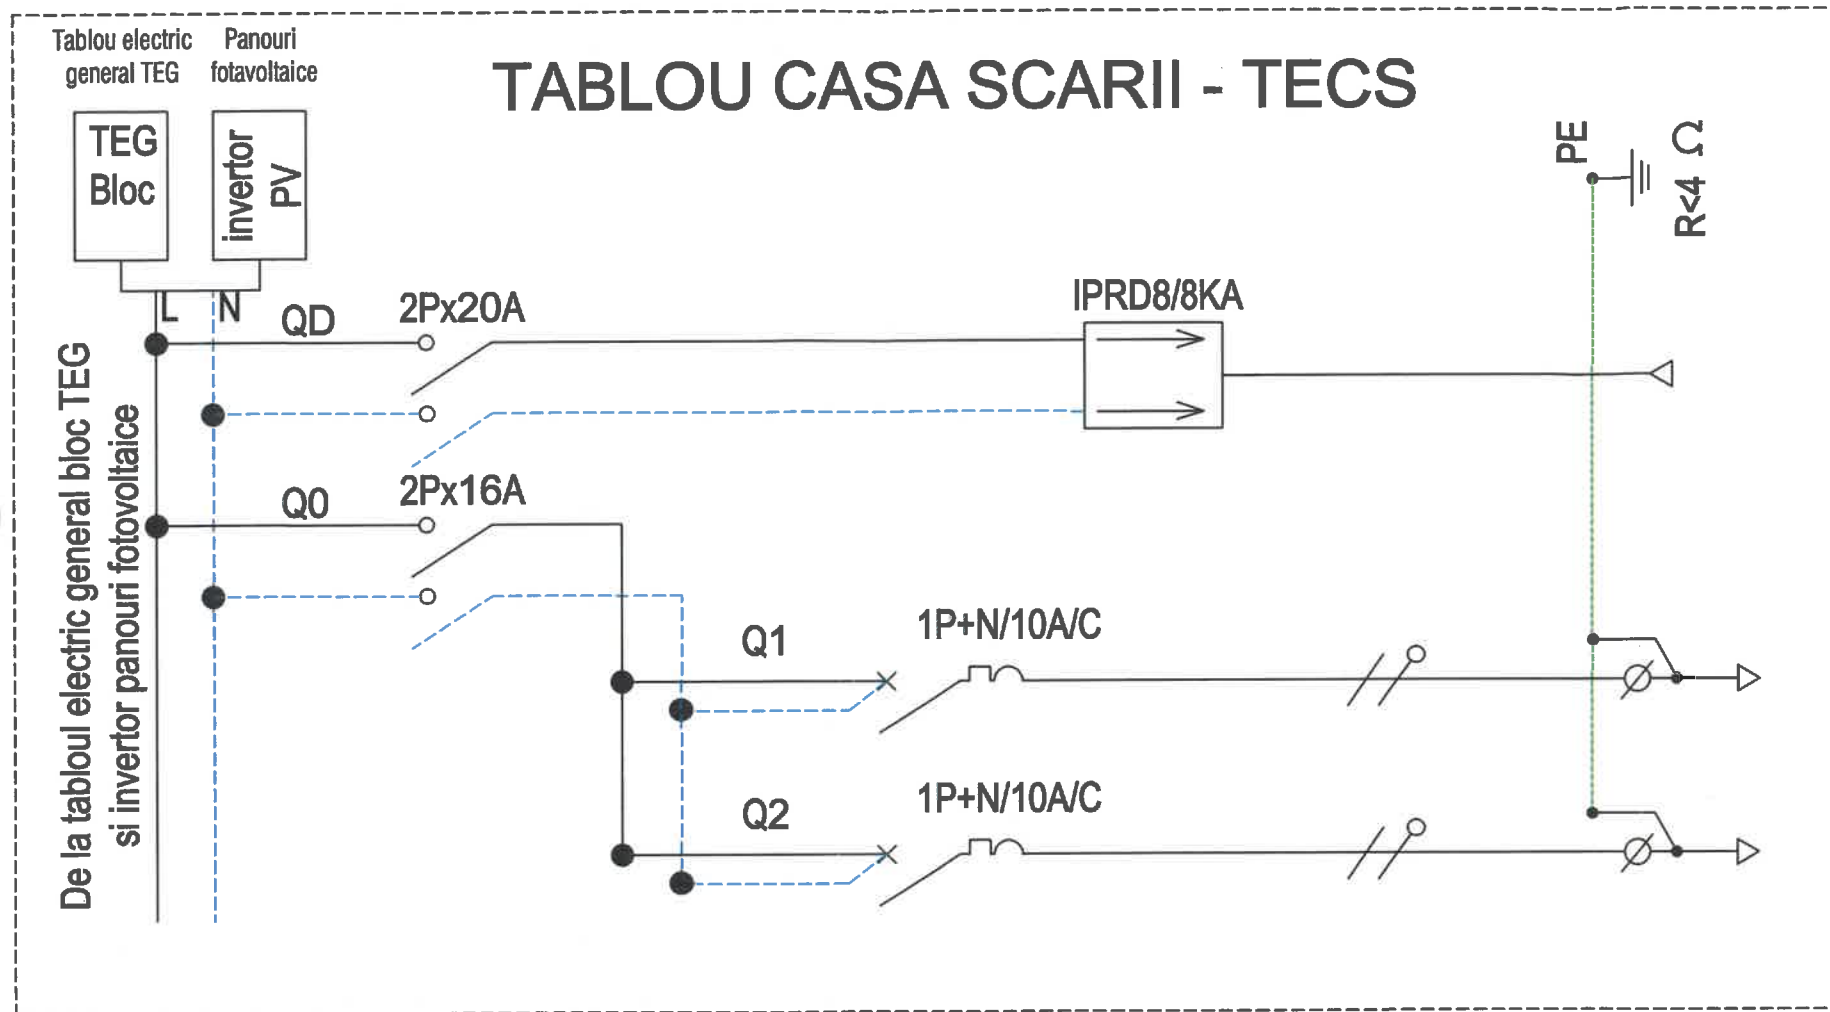 Tablou electric
general TEG
Panouri
fotavoltaice
TABLOU CASA SCARII - TECS
TEG
Bloc
invertor
PV
PE
R<4 Ω
L
N
QD
2Px20A
IPRD8/8KA
De la tabloul electric general bloc TEG
si invertor panouri fotovoltaice
Q0
2Px16A
Q1
1P+N/10A/C
Q2
1P+N/10A/C